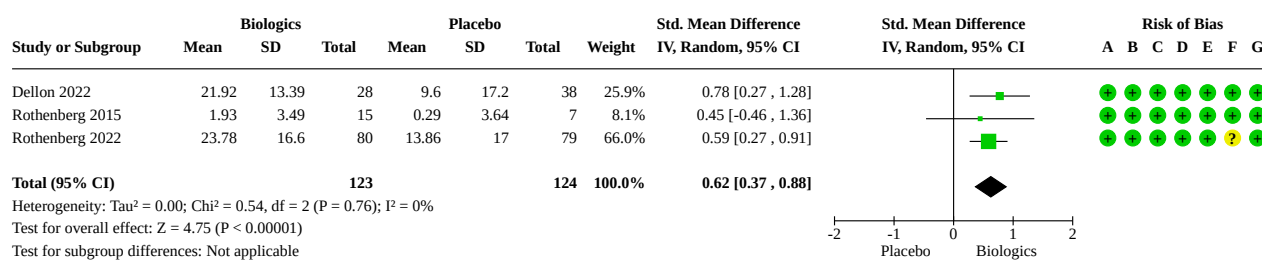 Biologics Placebo Std. Mean Difference Std. Mean Difference Risk of Bias
Study or Subgroup Mean SD Total Mean SD Total Weight IV, Random, 95% CI IV, Random, 95% CI A B C D E F G
Dellon 2022 21.92 13.39 28 9.6 17.2 38 25.9% 0.78 [0.27 , 1.28] + + + + + + +
Rothenberg 2015 1.93 3.49 15 0.29 3.64 7 8.1% 0.45 [-0.46 , 1.36] + + + + + + +
Rothenberg 2022 23.78 16.6 80 13.86 17 79 66.0% 0.59 [0.27 , 0.91] + + + + + ? +
Total (95% CI) 123 124 100.0% 0.62 [0.37 , 0.88]
Heterogeneity: Tau² = 0.00; Chi² = 0.54, df = 2 (P = 0.76); I² = 0%
Test for overall effect: Z = 4.75 (P < 0.00001)
-2 -1 0 1 2
Test for subgroup differences: Not applicable Placebo Biologics